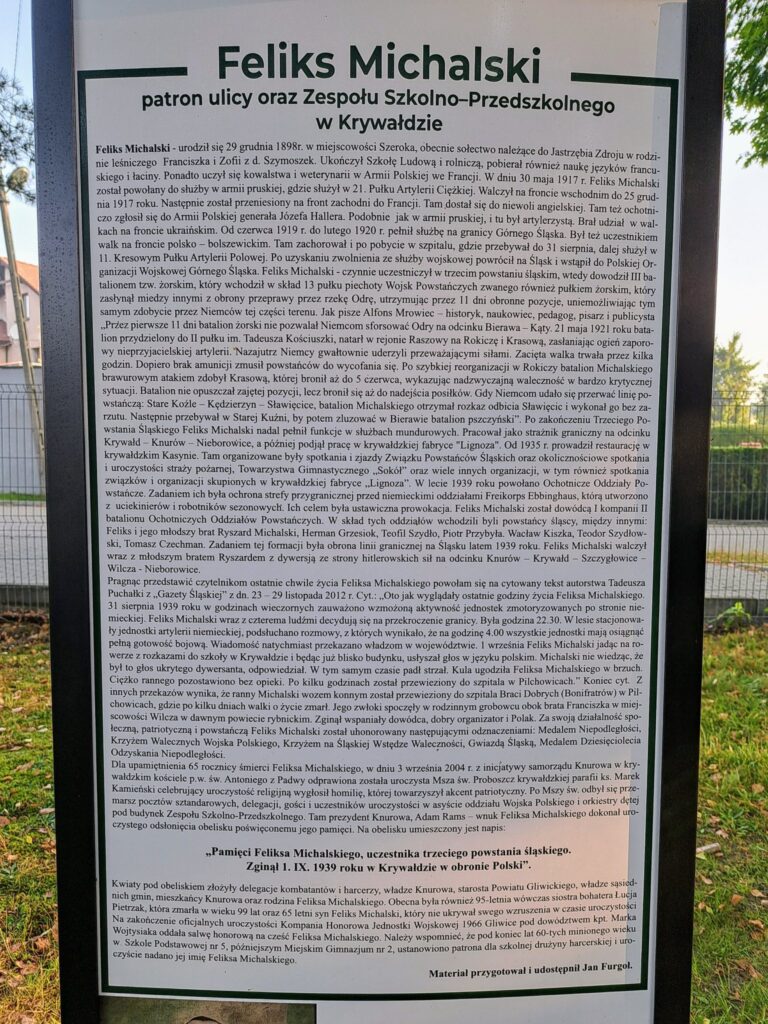 Feliks Michalski
patron ulicy oraz Zespołu Szkolno–Przedszkolnego
w Krywałdzie
Feliks Michalski - urodził się 29 grudnia 1898r. w miejscowości Szeroka, obecnie sołectwo należące do Jastrzębia Zdroju w rodzi-
nie leśniczego Franciszka i Zofii z d. Szymoszek. Ukończył Szkołę Ludową i rolniczą, pobierał również naukę języków francu-
skiego i łaciny. Ponadto uczył się kowalstwa i weterynarii w Armii Polskiej we Francji. W dniu 30 maja 1917 r. Feliks Michalski
został powołany do służby w armii pruskiej, gdzie służył w 21. Pułku Artylerii Ciężkiej. Walczył na froncie wschodnim do 25 grud-
nia 1917 roku. Następnie został przeniesiony na front zachodni do Francji. Tam dostał się do niewoli angielskiej. Tam też ochotni-
czo zgłosił się do Armii Polskiej generała Józefa Hallera. Podobnie jak w armii pruskiej, i tu był artylerzystą. Brał udział w wal-
kach na froncie ukraińskim. Od czerwca 1919 r. do lutego 1920 r. pełnił służbę na granicy Górnego Śląska. Był też uczestnikiem
walk na froncie polsko – bolszewickim. Tam zachorował i po pobycie w szpitalu, gdzie przebywał do 31 sierpnia, dalej służył w
11. Kresowym Pułku Artylerii Polowej. Po uzyskaniu zwolnienia ze służby wojskowej powrócił na Śląsk i wstąpił do Polskiej Or-
ganizacji Wojskowej Górnego Śląska. Feliks Michalski - czynnie uczestniczył w trzecim powstaniu śląskim, wtedy dowodził III ba-
talionem tzw. żorskim, który wchodził w skład 13 pułku piechoty Wojsk Powstańczych zwanego również pułkiem żorskim, który
zasłynął miedzy innymi z obrony przeprawy przez rzekę Odrę, utrzymując przez 11 dni obronne pozycje, uniemożliwiając tym
samym zdobycie przez Niemców tej części terenu. Jak pisze Alfons Mrowiec – historyk, naukowiec, pedagog, pisarz i publicysta
„Przez pierwsze 11 dni batalion żorski nie pozwalał Niemcom sforsować Odry na odcinku Bierawa – Kąty. 21 maja 1921 roku bata-
lion przydzielony do II pułku im. Tadeusza Kościuszki, natarł w rejonie Raszowy na Rokiczę i Krasową, zasłaniając ogień zaporo-
wy nieprzyjacielskiej artylerii. Nazajutrz Niemcy gwałtownie uderzyli przeważającymi siłami. Zacięta walka trwała przez kilka
godzin. Dopiero brak amunicji zmusił powstańców do wycofania się. Po szybkiej reorganizacji w Rokiczy batalion Michalskiego
brawurowym atakiem zdobył Krasową, której bronił aż do 5 czerwca, wykazując nadzwyczajną waleczność w bardzo krytycznej
sytuacji. Batalion nie opuszczał zajętej pozycji, lecz bronił się aż do nadejścia posiłków. Gdy Niemcom udało się przerwać linię po-
wstańczą: Stare Koźle – Kędzierzyn – Sławięcice, batalion Michalskiego otrzymał rozkaz odbicia Sławięcic i wykonał go bez za-
rzutu. Następnie przebywał w Starej Kuźni, by potem zluzować w Bierawie batalion pszczyński”. Po zakończeniu Trzeciego Po-
wstania Śląskiego Feliks Michalski nadal pełnił funkcje w służbach mundurowych. Pracował jako strażnik graniczny na odcinku
Krywałd – Knurów – Nieborowice, a później podjął pracę w krywałdzkiej fabryce "Lignoza". Od 1935 r. prowadził restaurację w
krywałdzkim Kasynie. Tam organizowane były spotkania i zjazdy Związku Powstańców Śląskich oraz okolicznościowe spotkania
i uroczystości straży pożarnej, Towarzystwa Gimnastycznego „Sokół” oraz wiele innych organizacji, w tym również spotkania
związków i organizacji skupionych w krywałdzkiej fabryce „Lignoza”. W lecie 1939 roku powołano Ochotnicze Oddziały Po-
wstańcze. Zadaniem ich była ochrona strefy przygranicznej przed niemieckimi oddziałami Freikorps Ebbinghaus, którą utworzono
z uciekinierów i robotników sezonowych. Ich celem była ustawiczna prowokacja. Feliks Michalski został dowódcą I kompanii II
batalionu Ochotniczych Oddziałów Powstańczych. W skład tych oddziałów wchodzili byli powstańcy śląscy, między innymi:
Feliks i jego młodszy brat Ryszard Michalski, Herman Grzesiok, Teofil Szydło, Piotr Przybyła. Wacław Kiszka, Teodor Szydłow-
ski, Tomasz Czechman. Zadaniem tej formacji była obrona linii granicznej na Śląsku latem 1939 roku. Feliks Michalski walczył
wraz z młodszym bratem Ryszardem z dywersją ze strony hitlerowskich sił na odcinku Knurów – Krywałd – Szczygłowice –
Wilcza - Nieborowice.
Pragnąc przedstawić czytelnikom ostatnie chwile życia Feliksa Michalskiego powołam się na cytowany tekst autorstwa Tadeusza
Puchałki z „Gazety Śląskiej” z dn. 23 – 29 listopada 2012 r. Cyt.: „Oto jak wyglądały ostatnie godziny życia Feliksa Michalskiego.
31 sierpnia 1939 roku w godzinach wieczornych zauważono wzmożoną aktywność jednostek zmotoryzowanych po stronie nie-
mieckiej. Feliks Michalski wraz z czterema ludźmi decydują się na przekroczenie granicy. Była godzina 22.30. W lesie stacjonowa-
ły jednostki artylerii niemieckiej, podsłuchano rozmowy, z których wynikało, że na godzinę 4.00 wszystkie jednostki mają osiągnąć
pełną gotowość bojową. Wiadomość natychmiast przekazano władzom w województwie. 1 września Feliks Michalski jadąc na ro-
werze z rozkazami do szkoły w Krywałdzie i będąc już blisko budynku, usłyszał głos w języku polskim. Michalski nie wiedząc, że
był to głos ukrytego dywersanta, odpowiedział. W tym samym czasie padł strzał. Kula ugodziła Feliksa Michalskiego w brzuch.
Ciężko rannego pozostawiono bez opieki. Po kilku godzinach został przewieziony do szpitala w Pilchowicach.” Koniec cyt. Z
innych przekazów wynika, że ranny Michalski wozem konnym został przewieziony do szpitala Braci Dobrych (Bonifratrów) w Pil-
chowicach, gdzie po kilku dniach walki o życie zmarł. Jego zwłoki spoczęły w rodzinnym grobowcu obok brata Franciszka w miej-
scowości Wilcza w dawnym powiecie rybnickim. Zginął wspaniały dowódca, dobry organizator i Polak. Za swoją działalność spo-
łeczną, patriotyczną i powstańczą Feliks Michalski został uhonorowany następującymi odznaczeniami: Medalem Niepodległości,
Krzyżem Walecznych Wojska Polskiego, Krzyżem na Śląskiej Wstędze Waleczności, Gwiazdą Śląską, Medalem Dziesięciolecia
Odzyskania Niepodległości.
Dla upamiętnienia 65 rocznicy śmierci Feliksa Michalskiego, w dniu 3 września 2004 r. z inicjatywy samorządu Knurowa w kry-
wałdzkim kościele p.w. św. Antoniego z Padwy odprawiona została uroczysta Msza św. Proboszcz krywałdzkiej parafii ks. Marek
Kamieński celebrujący uroczystość religijną wygłosił homilię, której towarzyszył akcent patriotyczny. Po Mszy św. odbył się prze-
marsz pocztów sztandarowych, delegacji, gości i uczestników uroczystości w asyście oddziału Wojska Polskiego i orkiestry dętej
pod budynek Zespołu Szkolno-Przedszkolnego. Tam prezydent Knurowa, Adam Rams – wnuk Feliksa Michalskiego dokonał uro-
czystego odsłonięcia obelisku poświęconemu jego pamięci. Na obelisku umieszczony jest napis:
„Pamięci Feliksa Michalskiego, uczestnika trzeciego powstania śląskiego.
Zginął 1. IX. 1939 roku w Krywałdzie w obronie Polski”.
Kwiaty pod obeliskiem złożyły delegacje kombatantów i harcerzy, władze Knurowa, starosta Powiatu Gliwickiego, władze sąsied-
nich gmin, mieszkańcy Knurowa oraz rodzina Feliksa Michalskiego. Obecna była również 95-letnia wówczas siostra bohatera Łucja
Pietrzak, która zmarła w wieku 99 lat oraz 65 letni syn Feliks Michalski, który nie ukrywał swego wzruszenia w czasie uroczystości
Na zakończenie oficjalnych uroczystości Kompania Honorowa Jednostki Wojskowej 1966 Gliwice pod dowództwem kpt. Marka
Wojtysiaka oddała salwę honorową na cześć Feliksa Michalskiego. Należy wspomnieć, że pod koniec lat 60-tych minionego wieku
w. Szkole Podstawowej nr 5, późniejszym Miejskim Gimnazjum nr 2, ustanowiono patrona dla szkolnej drużyny harcerskiej i uro-
czyście nadano jej imię Feliksa Michalskiego.
Materiał przygotował i udostępnił Jan Furgoł.